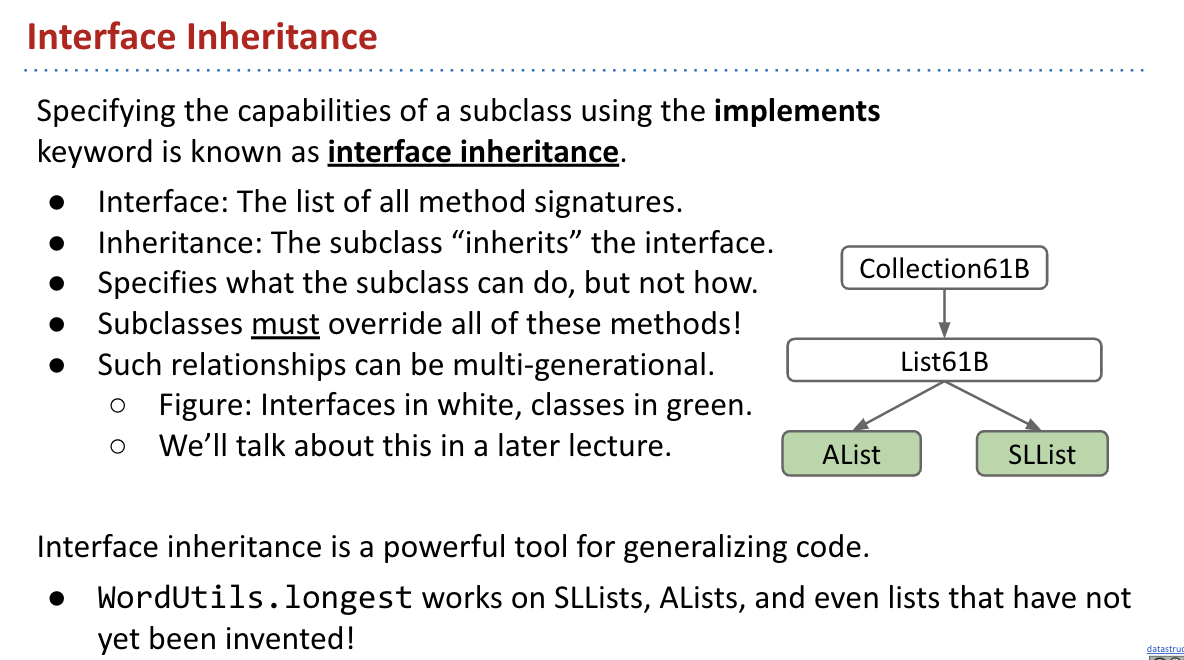 Interface Inheritance
Specifying the capabilities of a subclass using the implements
keyword is known as interface inheritance.
● Interface: The list of all method signatures.
● Inheritance: The subclass “inherits” the interface.
● Specifies what the subclass can do, but not how.
● Subclasses must override all of these methods!
● Such relationships can be multi-generational.
○ Figure: Interfaces in white, classes in green.
○ We’ll talk about this in a later lecture.
Collection61B
List61B
AList
SLList
Interface inheritance is a powerful tool for generalizing code.
● WordUtils.longest works on SLLists, ALists, and even lists that have not
yet been invented!
datastruc